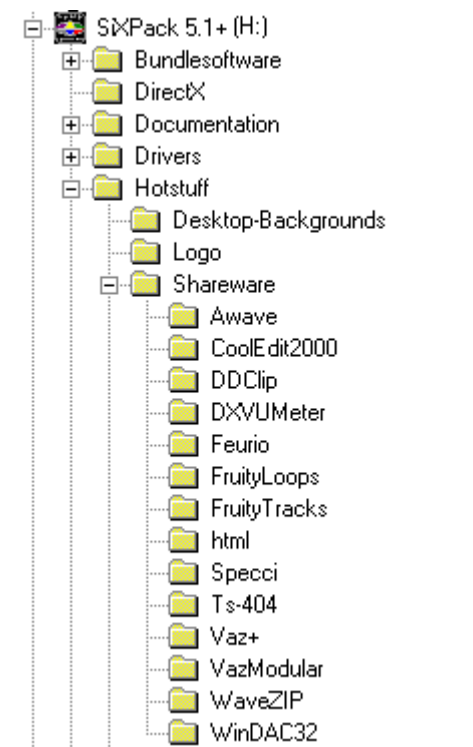 SiXPack 5.1+ (H:)
Bundlesoftware
DirectX
Documentation
Drivers
Hotstuff
Desktop-Backgrounds
Logo
Shareware
Awave
CoolEdit2000
DDClip
DXVUMeter
Feurio
FruityLoops
FruityTracks
html
Specci
Ts-404
Vaz+
VazModular
WaveZIP
WinDAC32